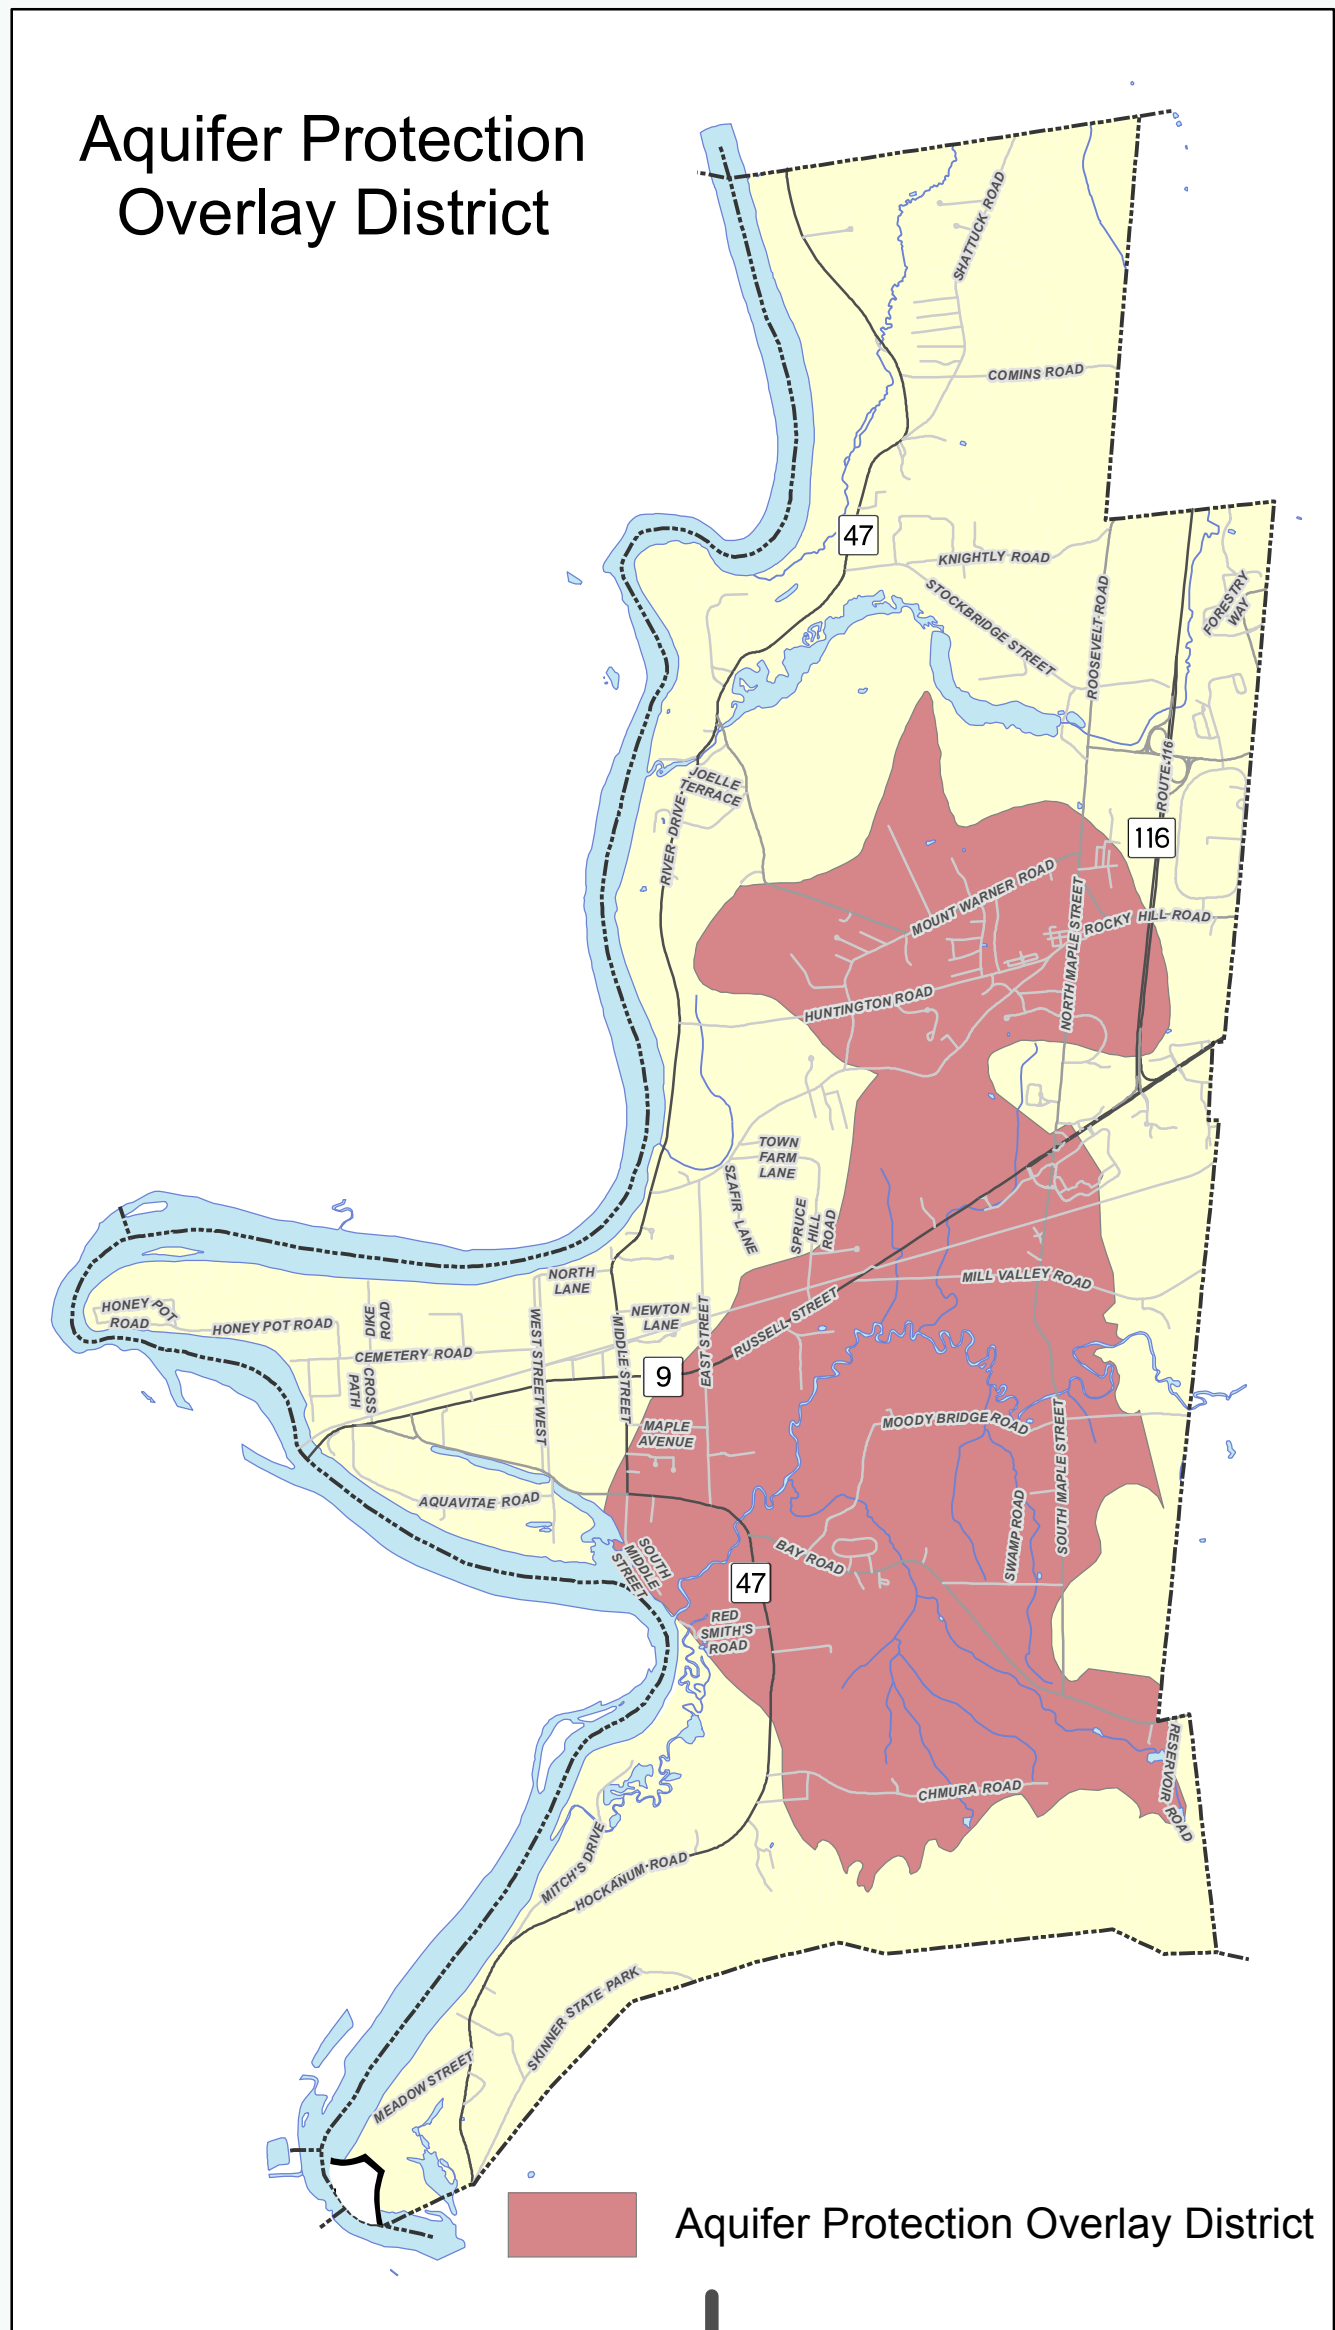 Aquifer Protection
Overlay District
SHATTUCK ROAD
COMINS ROAD
47
KNIGHTLY ROAD
STOCKBRIDGE STREET
ROOSEVELT ROAD
FORESTRY
WAY
JOELLE
TERRACE
RIVER DRIVE
ROUTE 116
116
MOUNT WARNER ROAD
NORTH MAPLE STREET
ROCKY HILL ROAD
HUNTINGTON ROAD
TOWN
FARM
LANE
SZAFIR LANE
SPRUCE
HILL
ROAD
NORTH
LANE
MILL VALLEY ROAD
HONEY POT
ROAD
HONEY POT ROAD
DIKE
ROAD
NEWTON
LANE
WEST STREET WEST
MIDDLE STREET
EAST STREET
RUSSELL STREET
CEMETERY ROAD
CROSS
PATH
9
MAPLE
AVENUE
MOODY BRIDGE ROAD
SOUTH MAPLE STREET
AQUAVITAE ROAD
SWAMP ROAD
SOUTH
MIDDLE
STREET
BAY ROAD
47
RED
SMITH'S
ROAD
RESERVOIR ROAD
CHMURA ROAD
MITCH'S DRIVE
HOCKANUM ROAD
SKINNER STATE PARK
MEADOW STREET
Aquifer Protection Overlay District